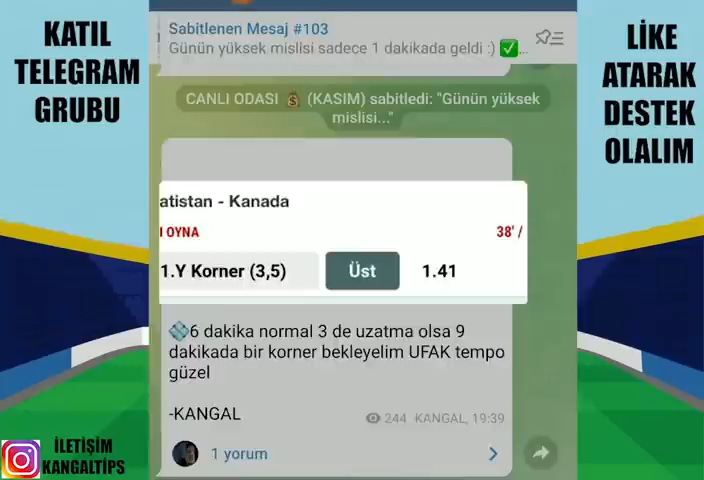 KATIL
TELEGRAM
GRUBU
Sabitlenen Mesaj #103
Günün yüksek mislisi sadece 1 dakikada geldi :) ✅...
LİKE
ATARAK
DESTEK
OLALIM
CANLI ODASI 💰 (KASIM) sabitledi: "Günün yüksek
mislisi..."
atistan - Kanada
I OYNA 38' /
1.Y Korner (3,5) Üst 1.41
💠6 dakika normal 3 de uzatma olsa 9
dakikada bir korner bekleyelim UFAK tempo
güzel
-KANGAL
244 KANGAL, 19:39
1 yorum
İLETİŞİM
KANGALTİPS